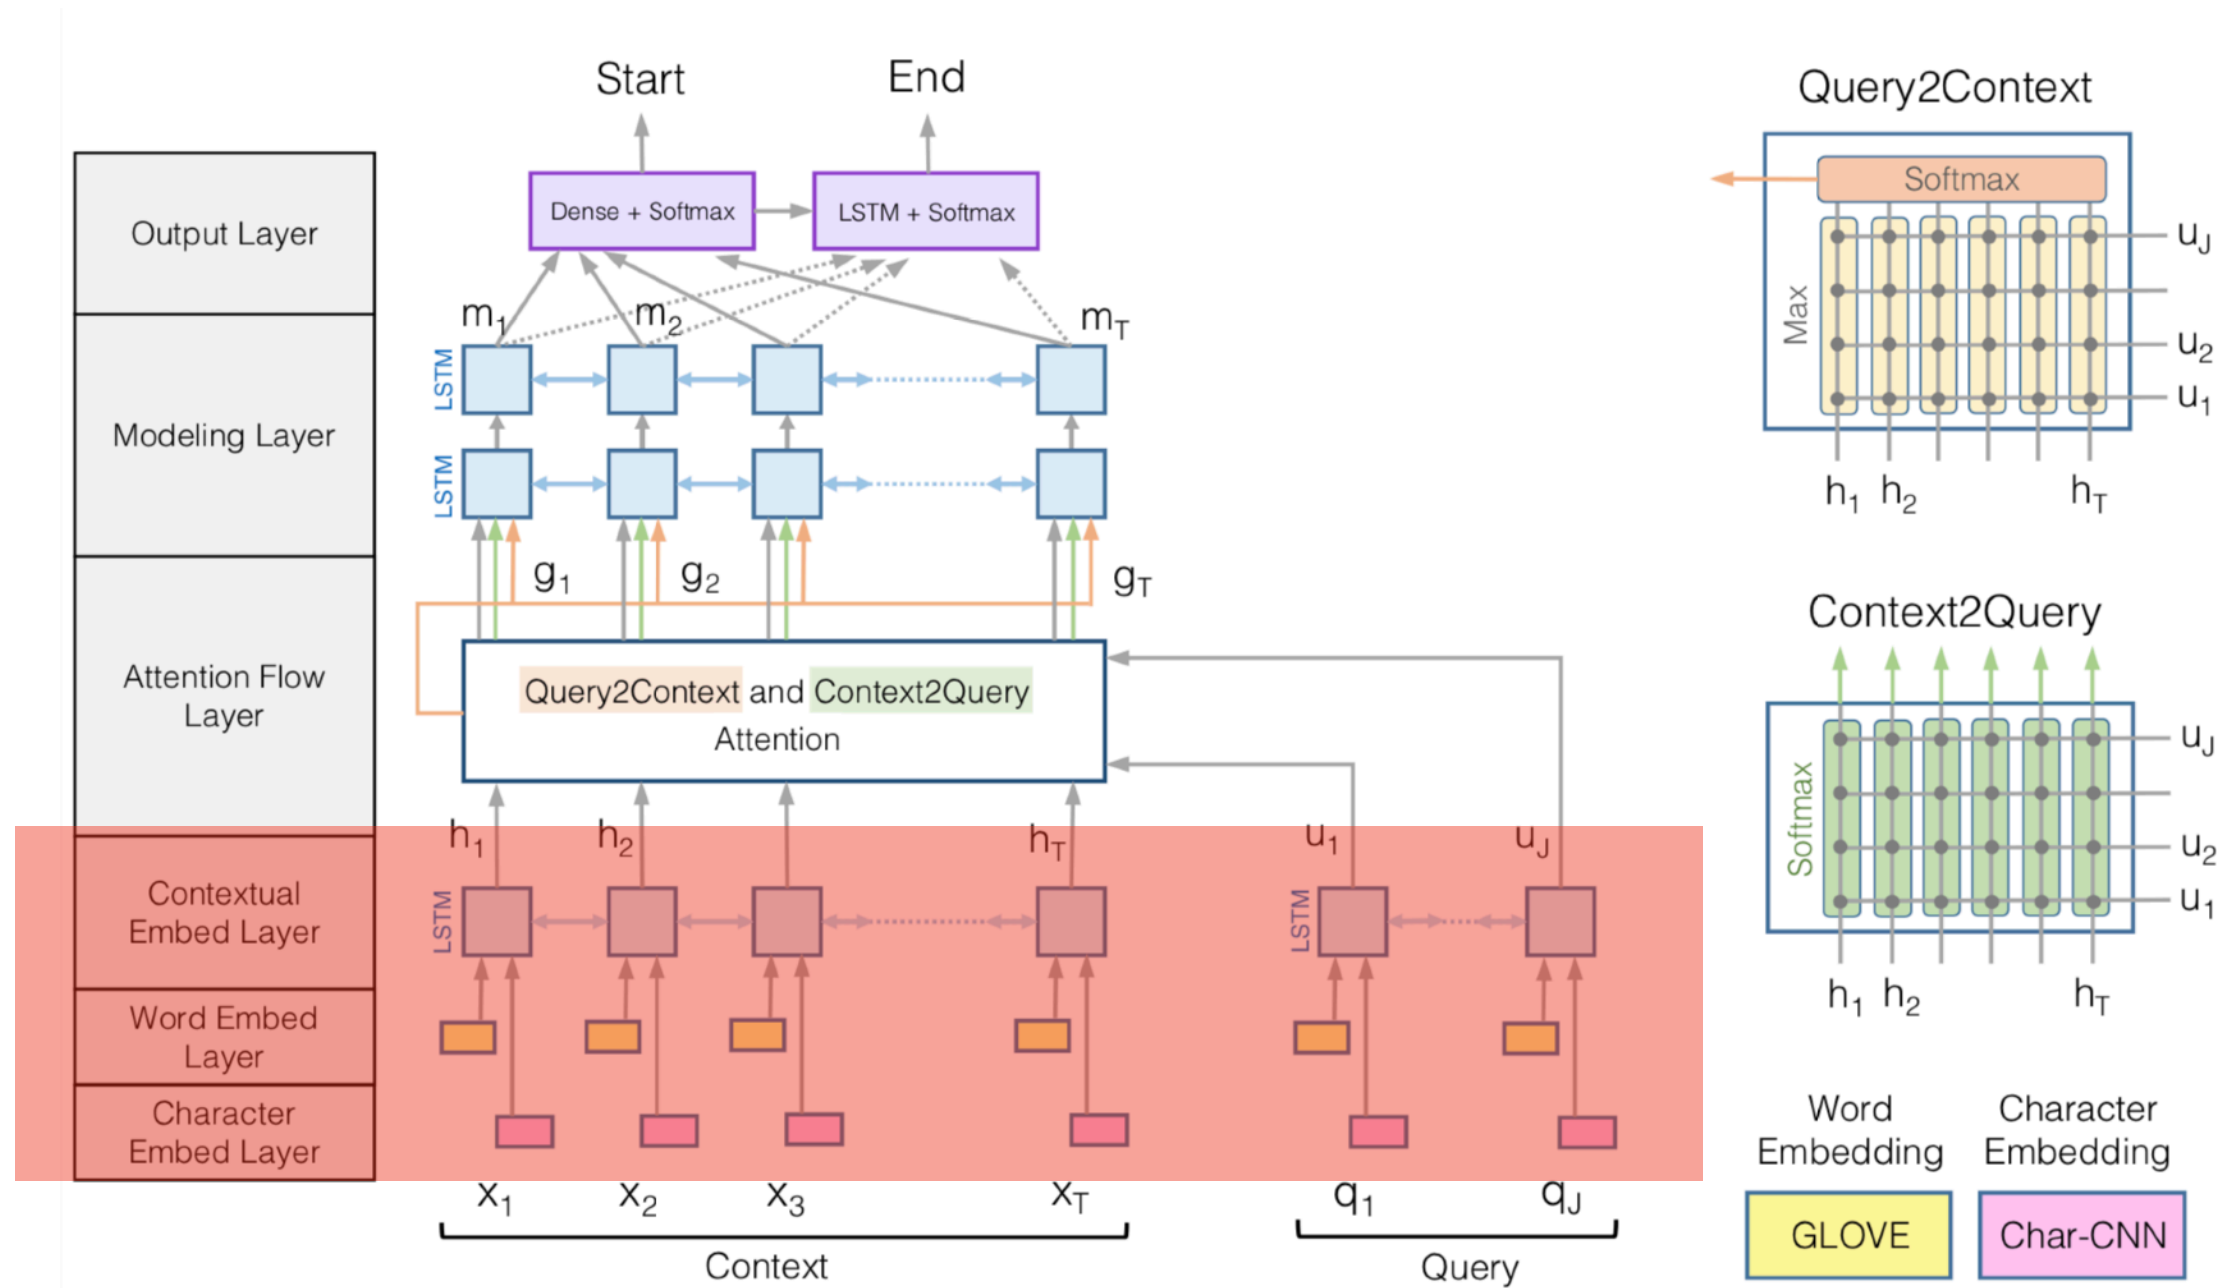 Start
End
Dense + Softmax
LSTM + Softmax
Output Layer
m1
m2
mT
LSTM
Modeling Layer
LSTM
g1
g2
gT
Attention Flow
Layer
Query2Context and Context2Query
Attention
h1
h2
hT
u1
uJ
Contextual
Embed Layer
LSTM
LSTM
Word Embed
Layer
Character
Embed Layer
x1
x2
x3
xT
q1
qJ
Context
Query
Query2Context
Softmax
Max
uJ
u2
u1
h1
h2
hT
Context2Query
Softmax
uJ
u2
u1
h1
h2
hT
Word
Embedding
Character
Embedding
GLOVE
Char-CNN